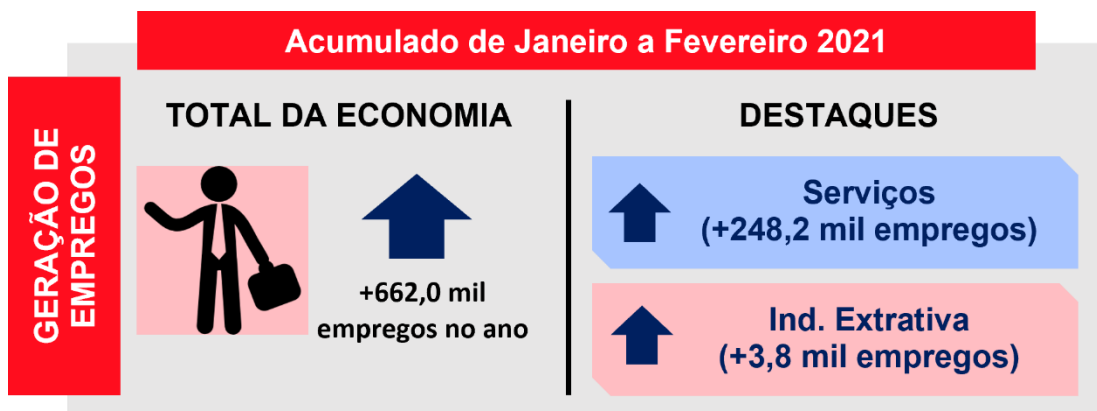 Acumulado de Janeiro a Fevereiro 2021
GERAÇÃO DE
EMPREGOS
TOTAL DA ECONOMIA
+662,0 mil
empregos no ano
DESTAQUES
Serviços
(+248,2 mil empregos)
Ind. Extrativa
(+3,8 mil empregos)